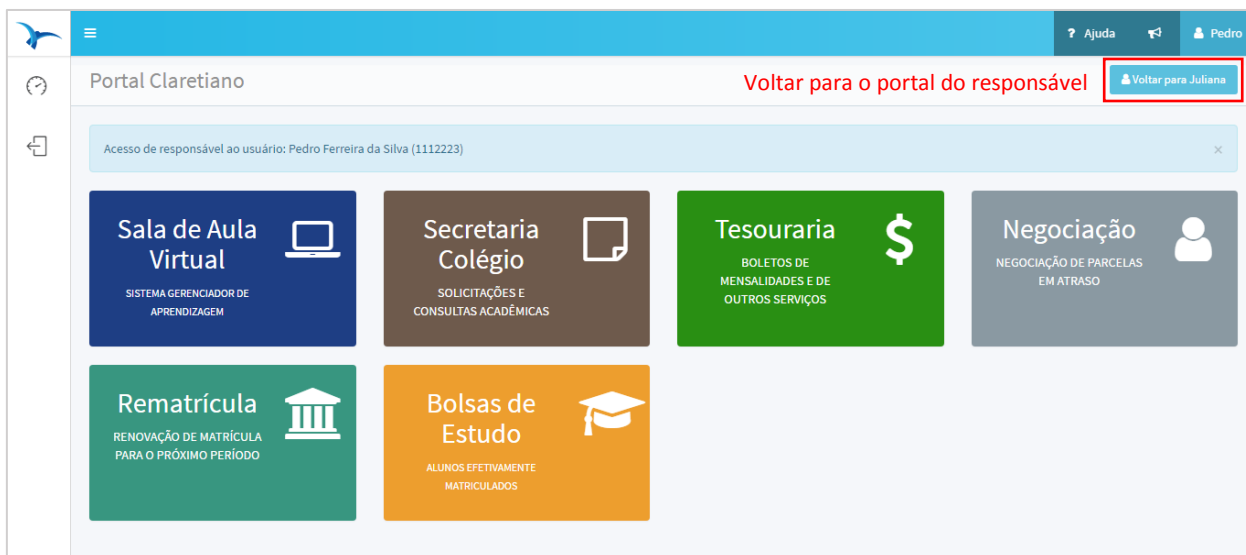 ? Ajuda
Pedro
Portal Claretiano
Voltar para o portal do responsável
Voltar para Juliana
Acesso de responsável ao usuário: Pedro Ferreira da Silva (1112223)
×
Sala de Aula
Virtual
SISTEMA GERENCIADOR DE
APRENDIZAGEM
Secretaria
Colégio
SOLICITAÇÕES E
CONSULTAS ACADÊMICAS
Tesouraria
BOLETOS DE
MENSALIDADES E DE
OUTROS SERVIÇOS
$
Negociação
NEGOCIAÇÃO DE PARCELAS
EM ATRASO
Rematrícula
RENOVAÇÃO DE MATRÍCULA
PARA O PRÓXIMO PERÍODO
Bolsas de
Estudo
ALUNOS EFETIVAMENTE
MATRICULADOS